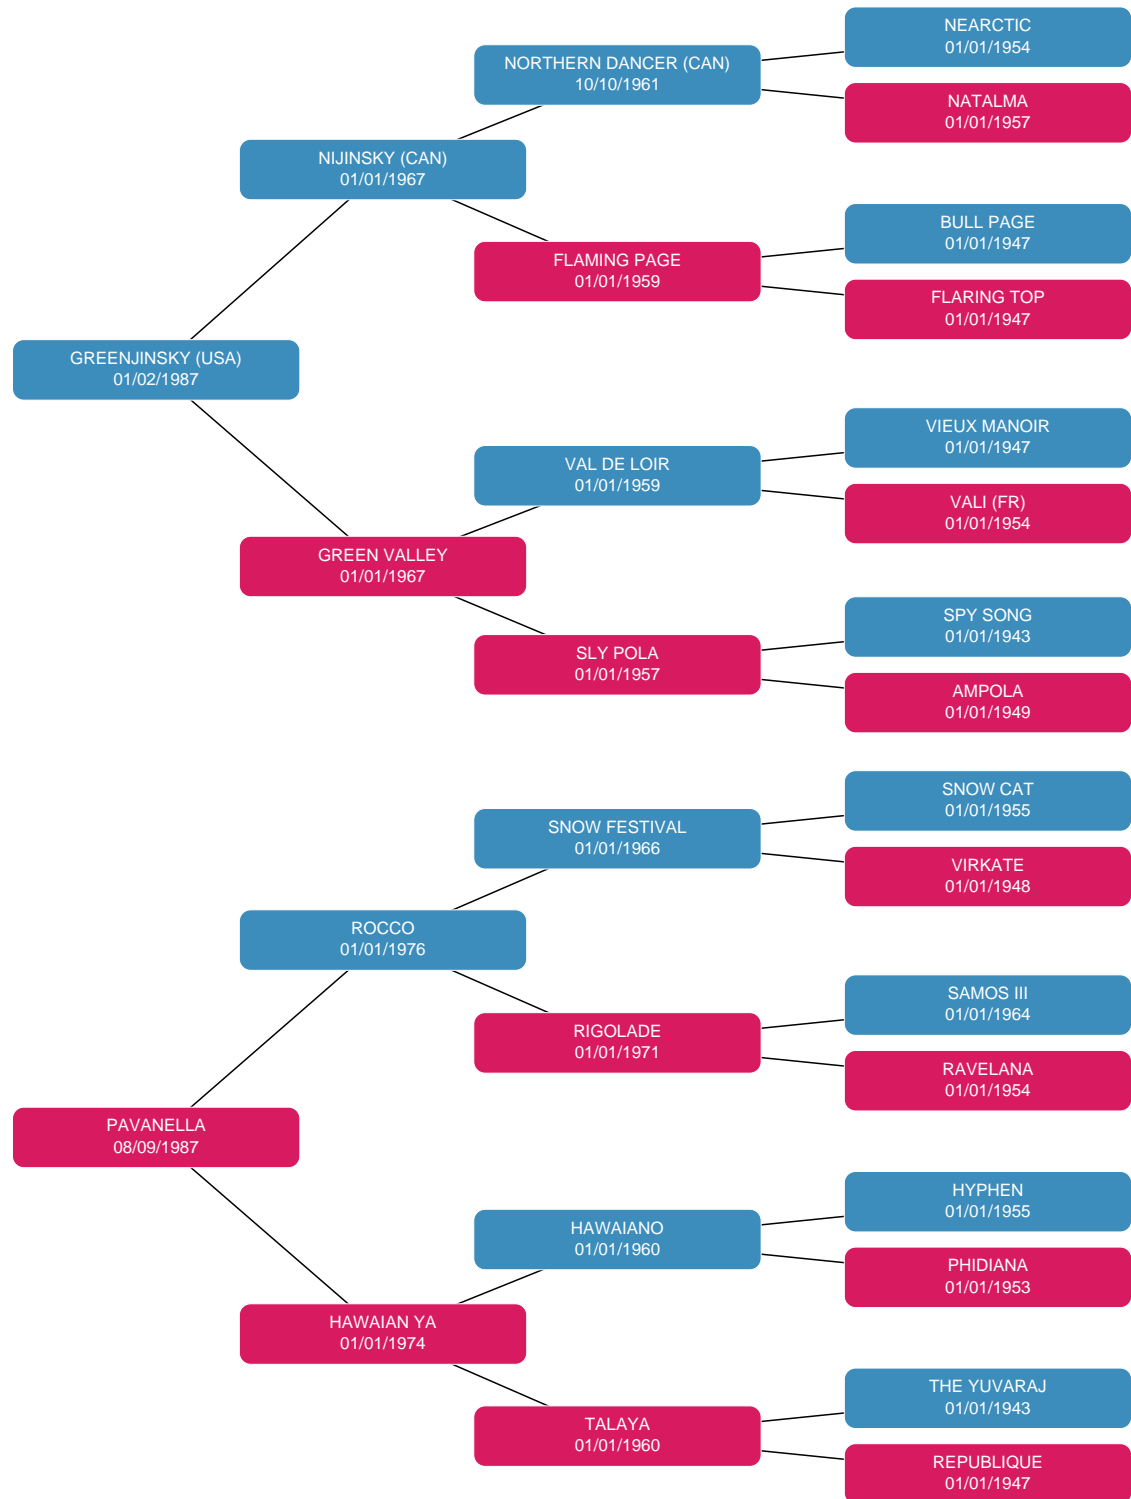 NEARCTIC
01/01/1954
NORTHERN DANCER (CAN)
10/10/1961
NATALMA
01/01/1957
NIJINSKY (CAN)
01/01/1967
BULL PAGE
01/01/1947
FLAMING PAGE
01/01/1959
FLARING TOP
01/01/1947
GREENJINSKY (USA)
01/02/1987
VIEUX MANOIR
01/01/1947
VAL DE LOIR
01/01/1959
VALI (FR)
01/01/1954
GREEN VALLEY
01/01/1967
SPY SONG
01/01/1943
SLY POLA
01/01/1957
AMPOLA
01/01/1949
SNOW CAT
01/01/1955
SNOW FESTIVAL
01/01/1966
VIRKATE
01/01/1948
ROCCO
01/01/1976
SAMOS III
01/01/1964
RIGOLADE
01/01/1971
RAVELANA
01/01/1954
PAVANELLA
08/09/1987
HYPHEN
01/01/1955
HAWAIANO
01/01/1960
PHIDIANA
01/01/1953
HAWAIAN YA
01/01/1974
THE YUVARAJ
01/01/1943
TALAYA
01/01/1960
REPUBLIQUE
01/01/1947